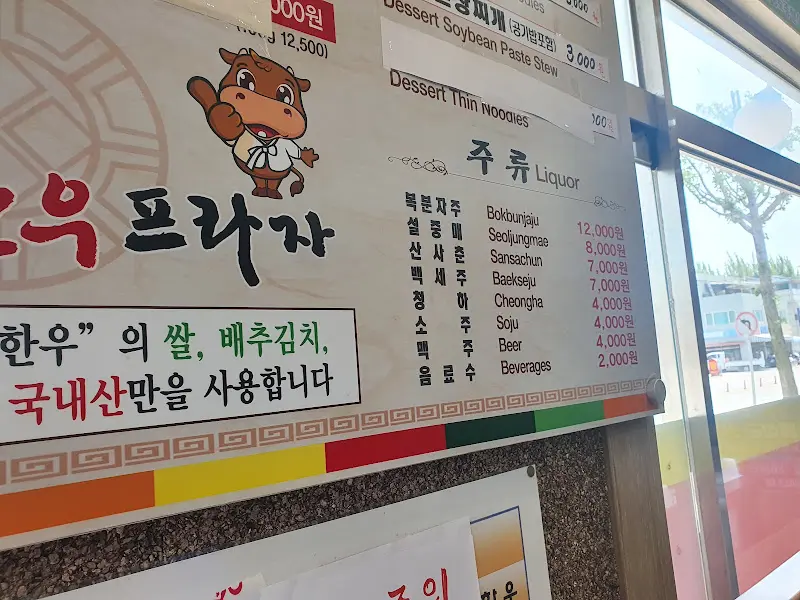 000원
12,500)
Dessert Soybean Paste Stew
(공기밥포함)
3,000
Dessert Thin Noodles
주류 Liquor
복분자주 Bokbunjaju 12,000원
설중매 Seoljungmae 8,000원
산사춘 Sansachun 7,000원
백세주 Baekseju 7,000원
청하 Cheongha 4,000원
소주 Soju 4,000원
맥주 Beer 4,000원
음료수 Beverages 2,000원
우프라자
한우” 의 쌀, 배추김치,
국내산만을 사용합니다